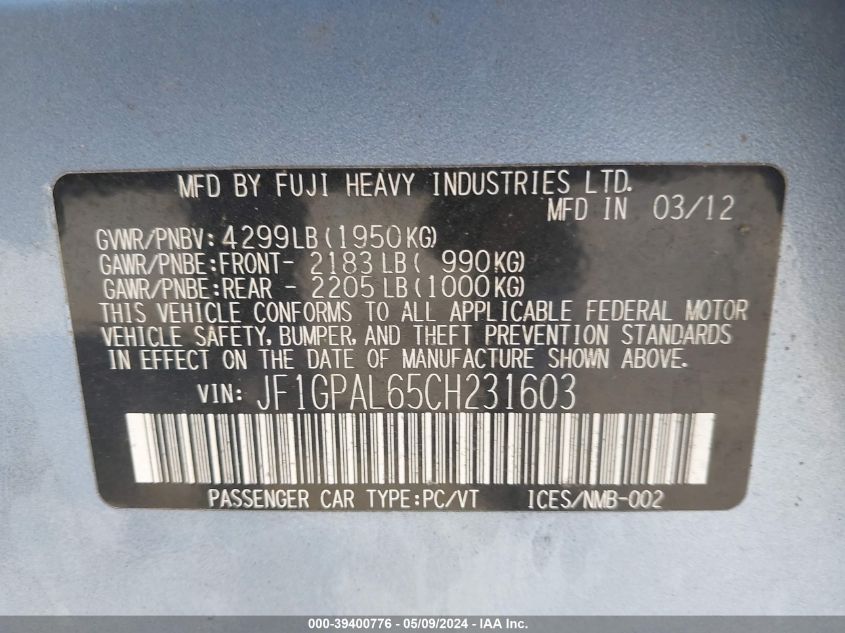 MFD BY FUJI HEAVY INDUSTRIES LTD.
MFD IN 03/12
GVWR/PNBV: 4299LB(1950KG)
GAWR/PNBE:FRONT- 2183LB( 990KG)
GAWR/PNBE:REAR - 2205LB(1000KG)
THIS VEHICLE CONFORMS TO ALL APPLICABLE FEDERAL MOTOR
VEHICLE SAFETY, BUMPER, AND THEFT PREVENTION STANDARDS
IN EFFECT ON THE DATE OF MANUFACTURE SHOWN ABOVE.
VIN: JF1GPAL65CH231603
PASSENGER CAR TYPE:PC/VT ICES/NMB-002
000-39400776 - 05/09/2024 - IAAI.COM